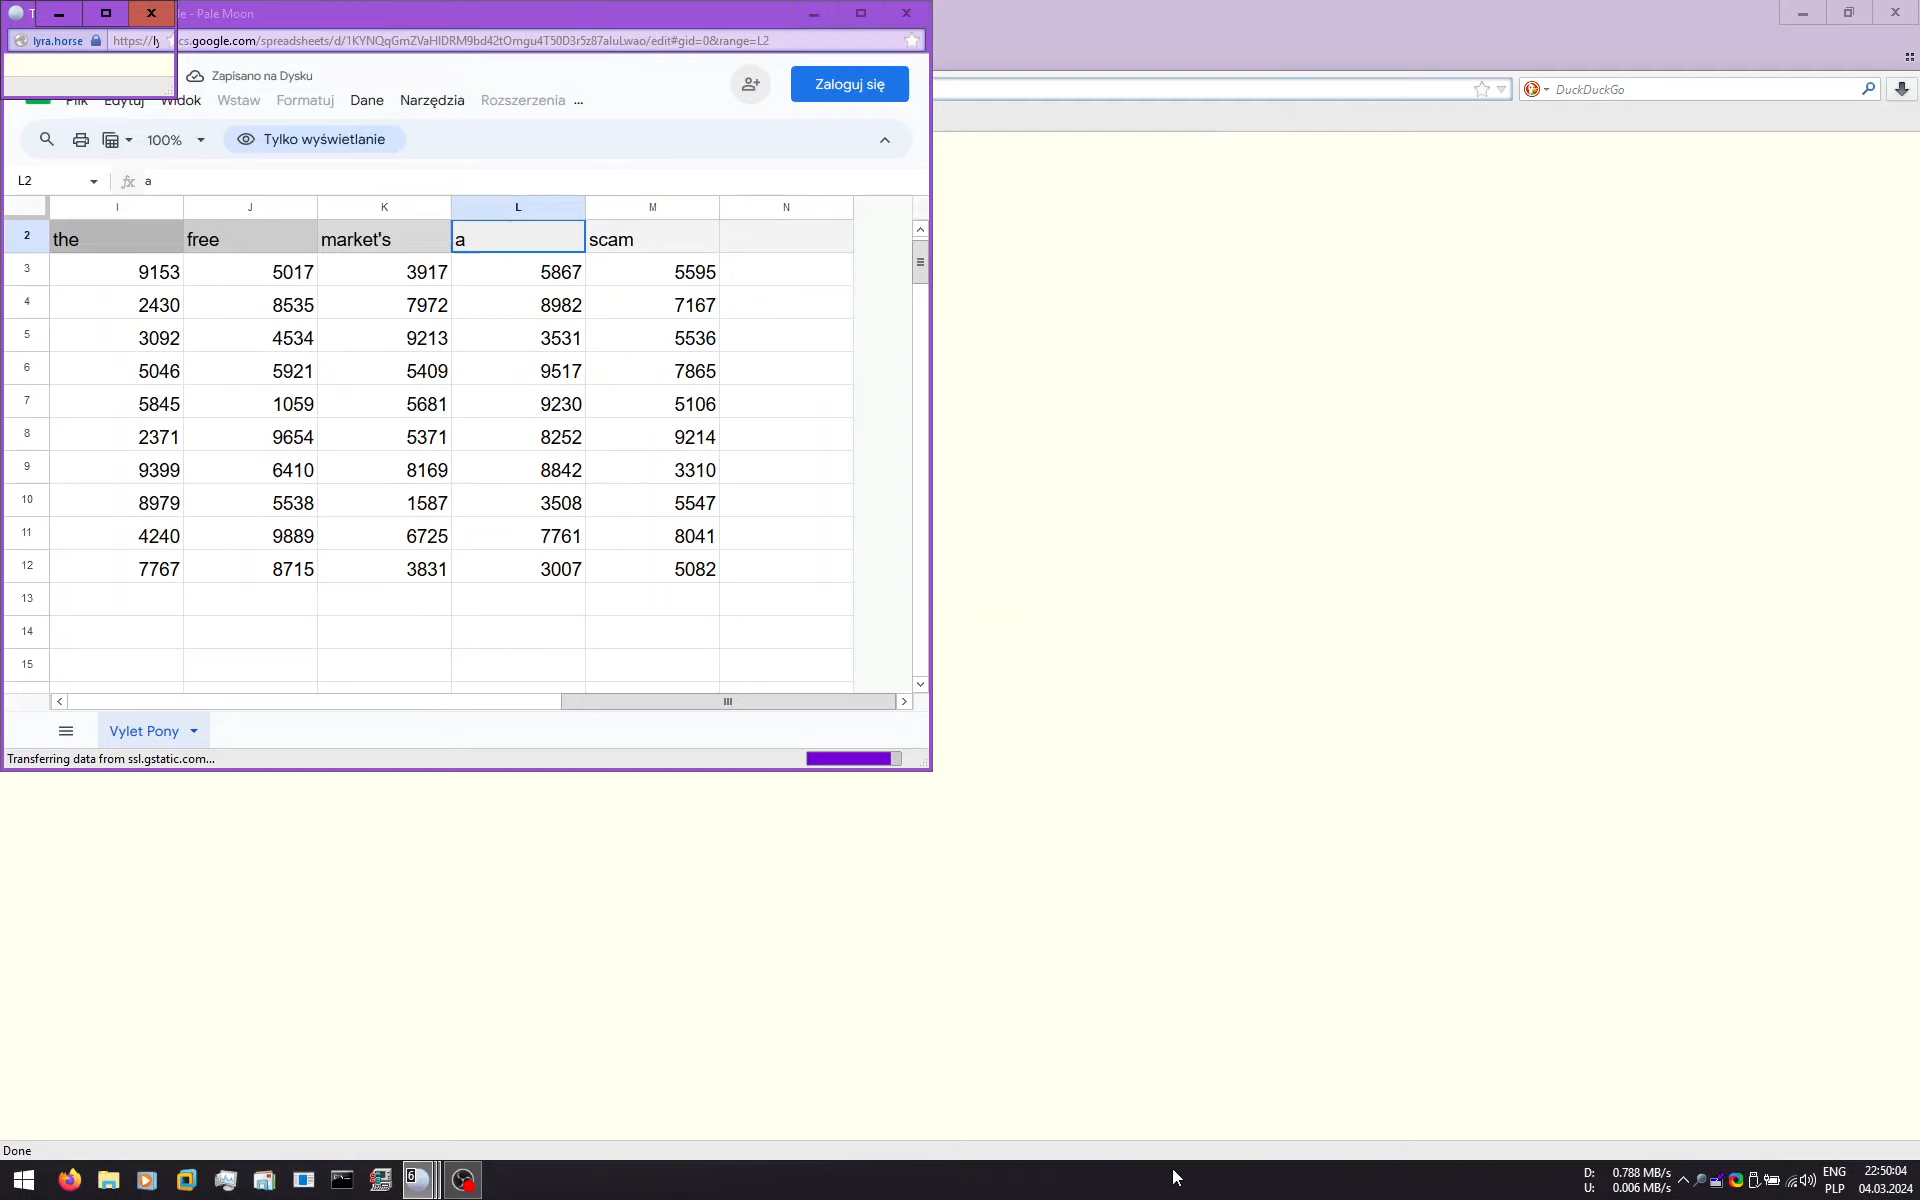 T
e - Pale Moon
lyra.horse https://ly cs.google.com/spreadsheets/d/1KYNQqGmZVaHIDRM9bd42tOmgu4T50D3r5z87aluLwao/edit#gid=0&range=L2
DuckDuckGo
Zapisano na Dysku
Zaloguj się
Plik Edytuj Widok Wstaw Formatuj Dane Narzędzia Rozszerzenia ...
100% Tylko wyświetlanie
L2 fx a
I J K L M N
2 the free market's a scam
3 9153 5017 3917 5867 5595
4 2430 8535 7972 8982 7167
5 3092 4534 9213 3531 5536
6 5046 5921 5409 9517 7865
7 5845 1059 5681 9230 5106
8 2371 9654 5371 8252 9214
9 9399 6410 8169 8842 3310
10 8979 5538 1587 3508 5547
11 4240 9889 6725 7761 8041
12 7767 8715 3831 3007 5082
13
14
15
Vylet Pony
Transferring data from ssl.gstatic.com...
Done
6
D: 0.788 MB/s
U: 0.006 MB/s
ENG
PLP
22:50:04
04.03.2024